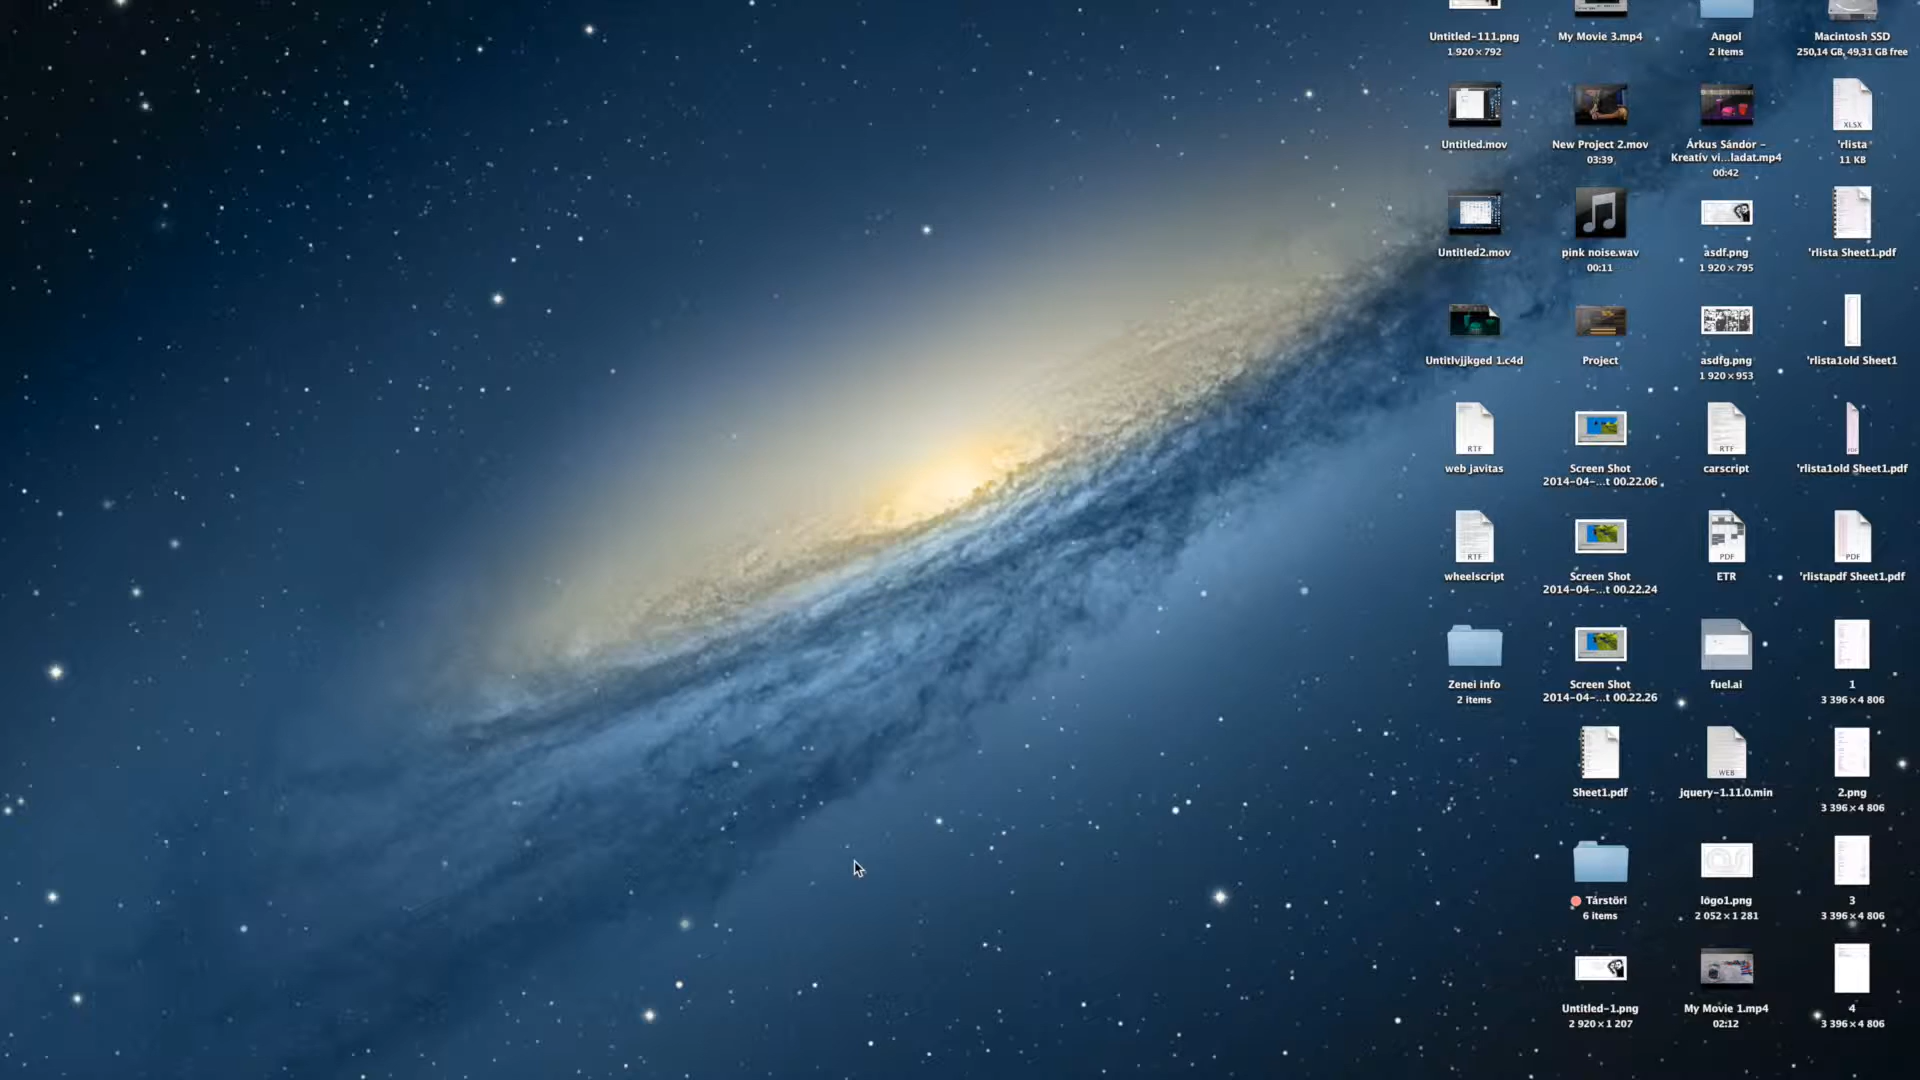 Untitled-111.png
1 920 × 792
My Movie 3.mp4
Angol
2 items
Macintosh SSD
250,14 GB, 49,31 GB free
Untitled.mov
New Project 2.mov
03:39
Árkus Sándor –
Kreatív vi...ladat.mp4
00:42
XLSX
'rlista
11 KB
Untitled2.mov
pink noise.wav
00:11
asdf.png
1 920 × 795
'rlista Sheet1.pdf
Untitlvjjkged 1.c4d
Project
asdfg.png
1 920 × 953
'rlista1old Sheet1
RTF
web javitas
Screen Shot
2014-04-...t 00.22.06
RTF
carscript
PDF
'rlista1old Sheet1.pdf
RTF
wheelscript
Screen Shot
2014-04-...t 00.22.24
PDF
ETR
PDF
'rlistapdf Sheet1.pdf
Zenei info
2 items
Screen Shot
2014-04-...t 00.22.26
fuel.ai
1
3 396 × 4 806
Sheet1.pdf
WEB
jquery-1.11.0.min
2.png
3 396 × 4 806
Társtöri
6 items
logo1.png
2 052 × 1 281
3
3 396 × 4 806
Untitled-1.png
2 920 × 1 207
My Movie 1.mp4
02:12
4
3 396 × 4 806